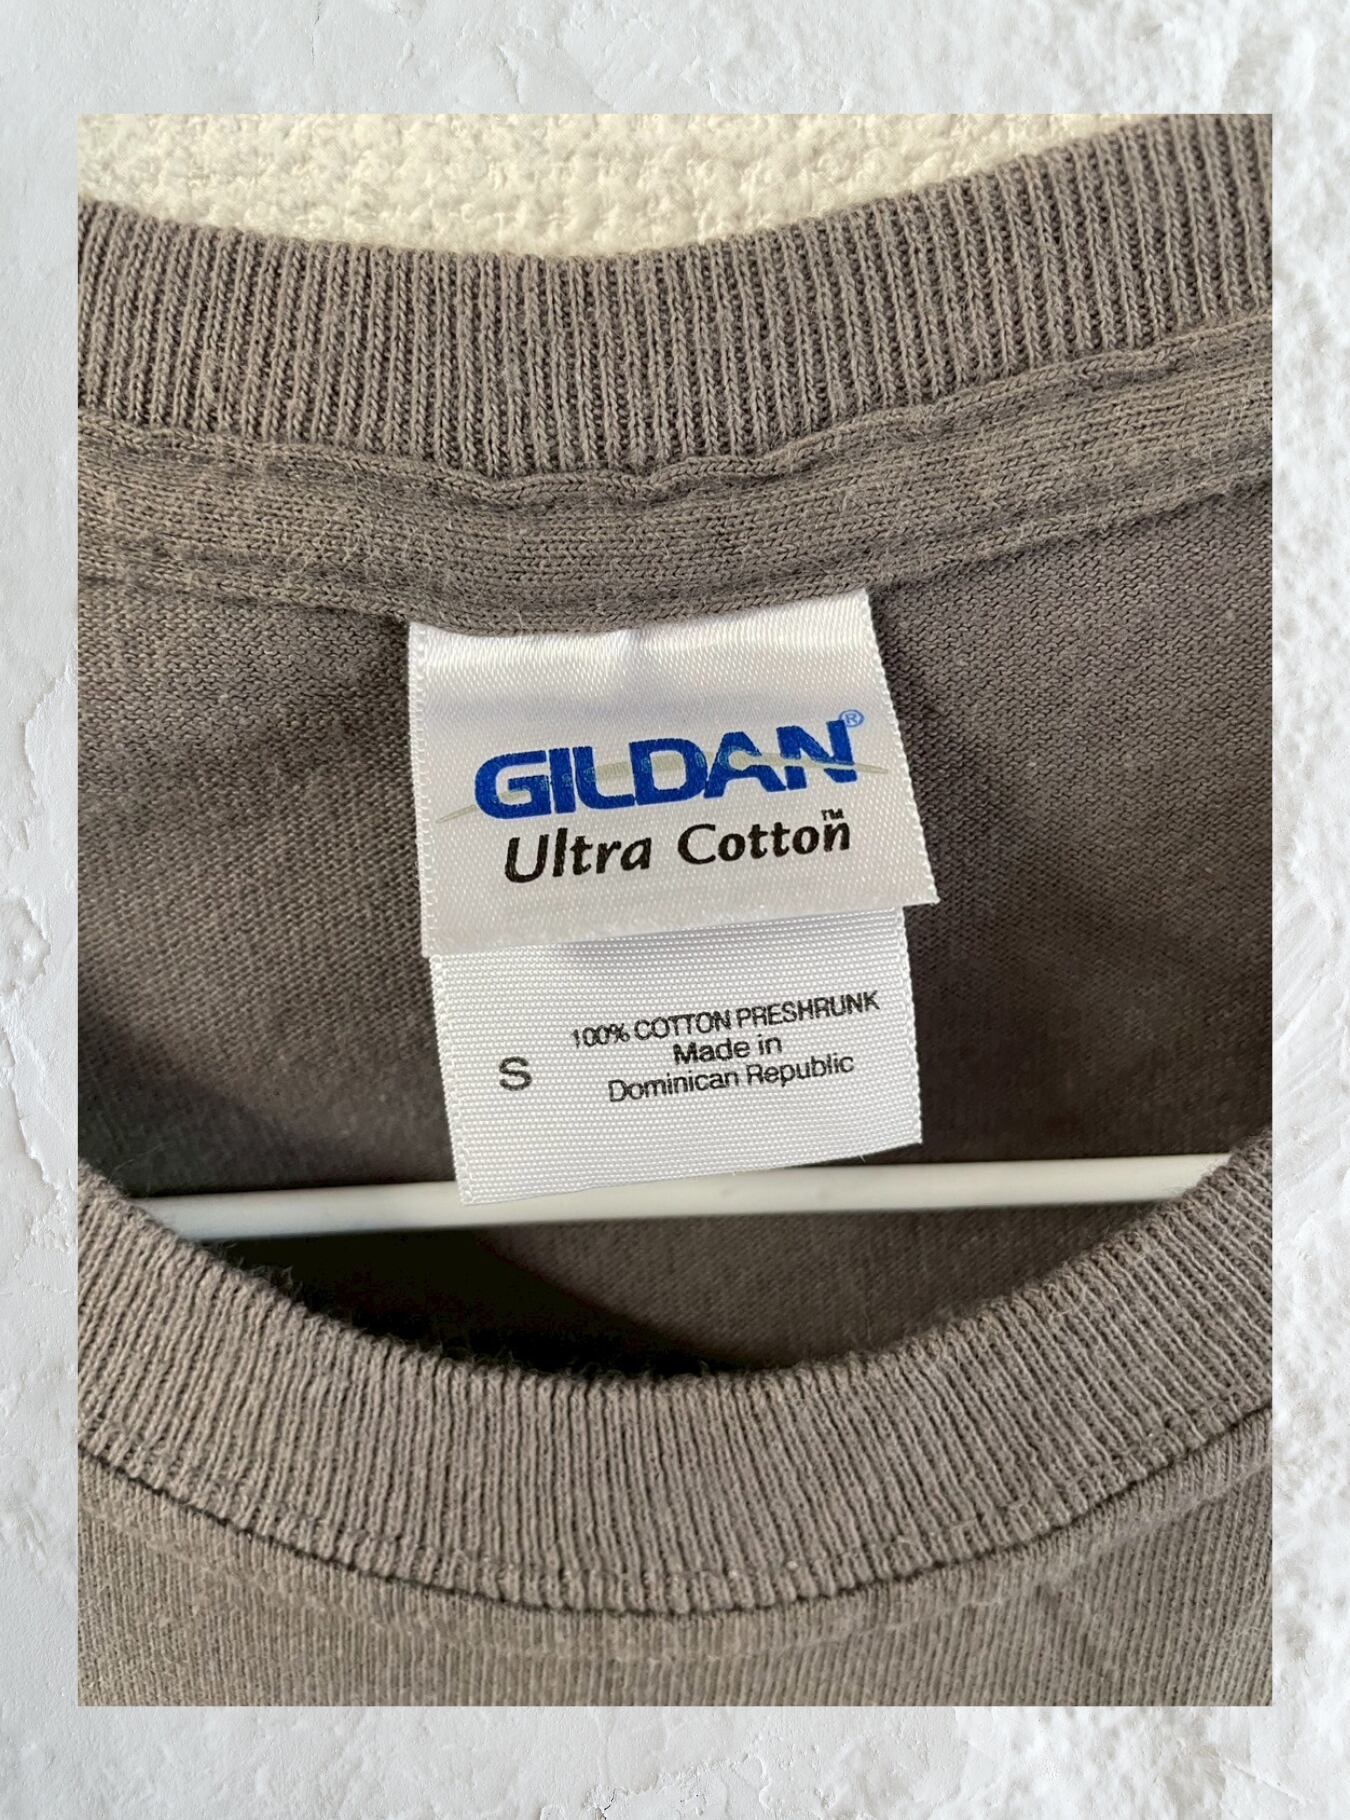 GILDAN®
Ultra Cotton™
100% COTTON PRESHRUNK
S
Made in
Dominican Republic